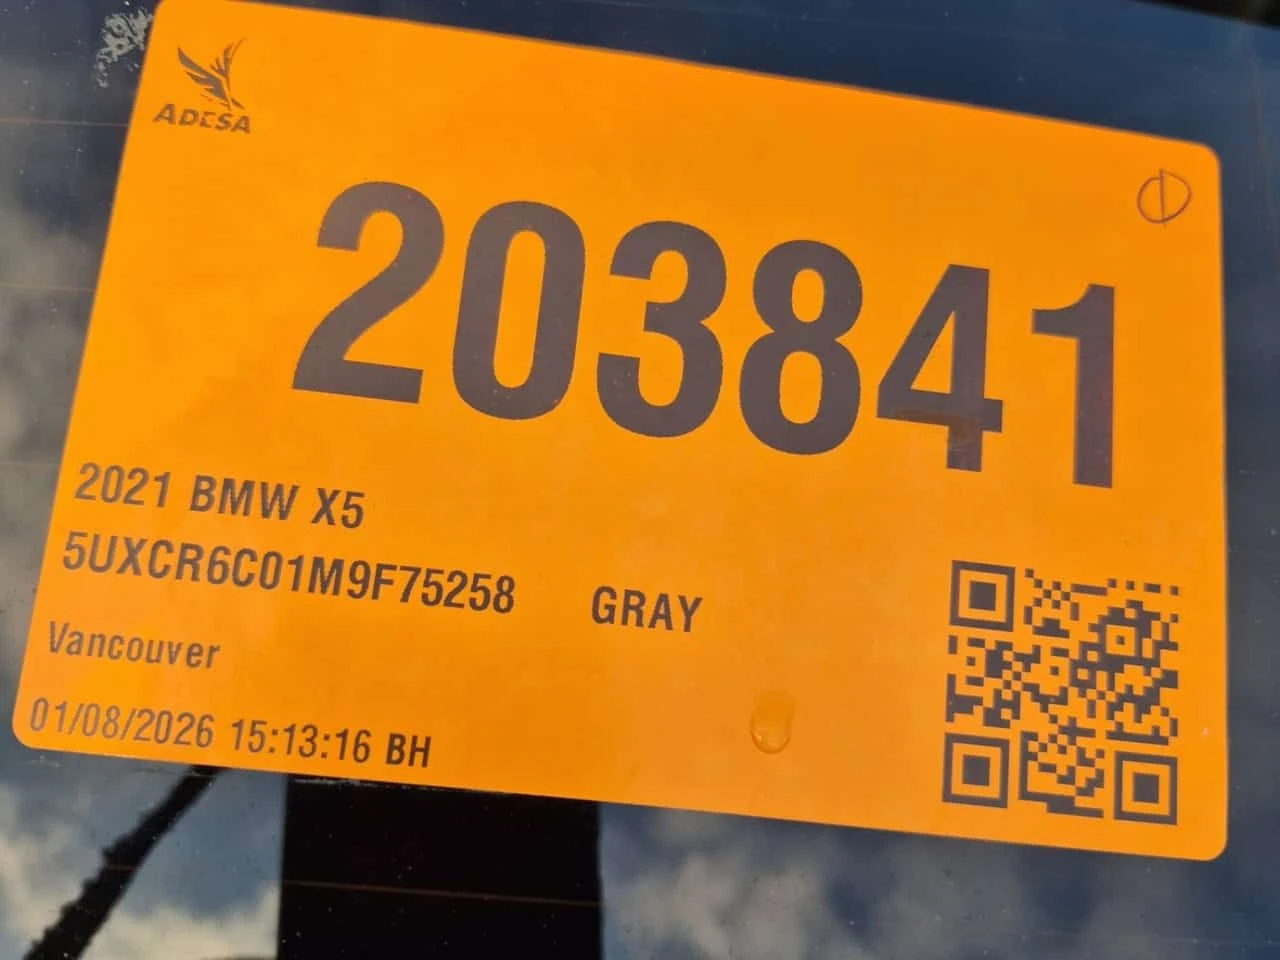 ADESA
203841
2021 BMW X5
5UXCR6C01M9F75258 GRAY
Vancouver
01/08/2026 15:13:16 BH